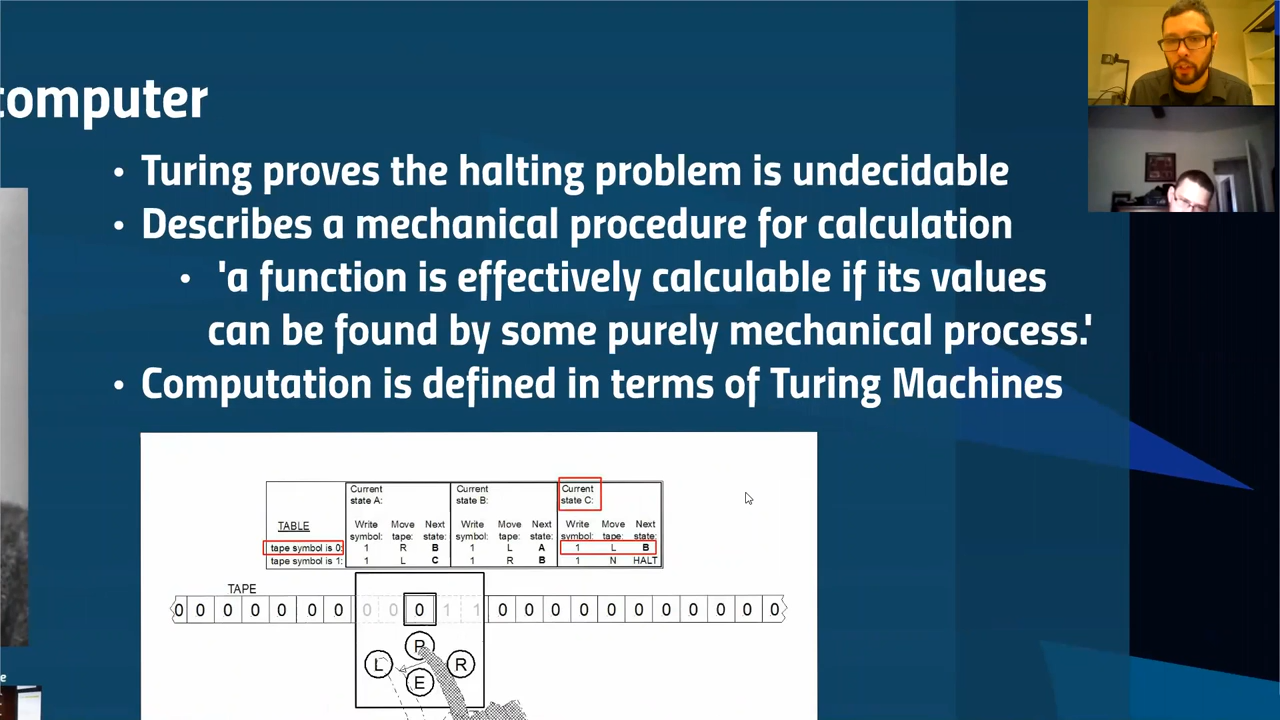 computer
• Turing proves the halting problem is undecidable
• Describes a mechanical procedure for calculation
• 'a function is effectively calculable if its values
can be found by some purely mechanical process.'
• Computation is defined in terms of Turing Machines
Current Current Current
state A: state B: state C:
Write Move Next Write Move Next Write Move Next
TABLE symbol: tape: state: symbol: tape: state: symbol: tape: state:
tape symbol is 0: 1 R B 1 L A 1 L B
tape symbol is 1: 1 L C 1 R B 1 N HALT
TAPE
0 0 0 0 0 0 0 0 0 0 1 1 0 0 0 0 0 0 0 0 0 0 0
P
L R
E
e